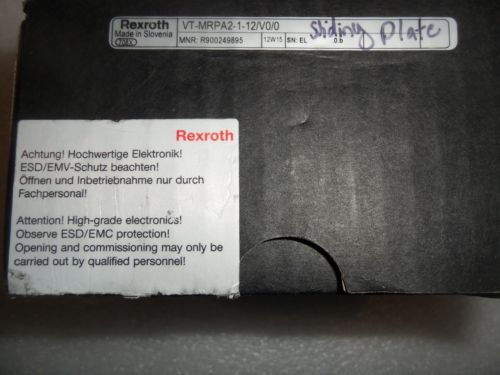 Rexroth VT-MRPA2-1-12/V0/0
Made in Slovenia
MNR: R900249895 12W15 SN: EL .0.b Sliding Plate
Rexroth
Achtung! Hochwertige Elektronik!
ESD/EMV-Schutz beachten!
Öffnen und Inbetriebnahme nur durch
Fachpersonal!
Attention! High-grade electronics!
Observe ESD/EMC protection!
Opening and commissioning may only be
carried out by qualified personnel!